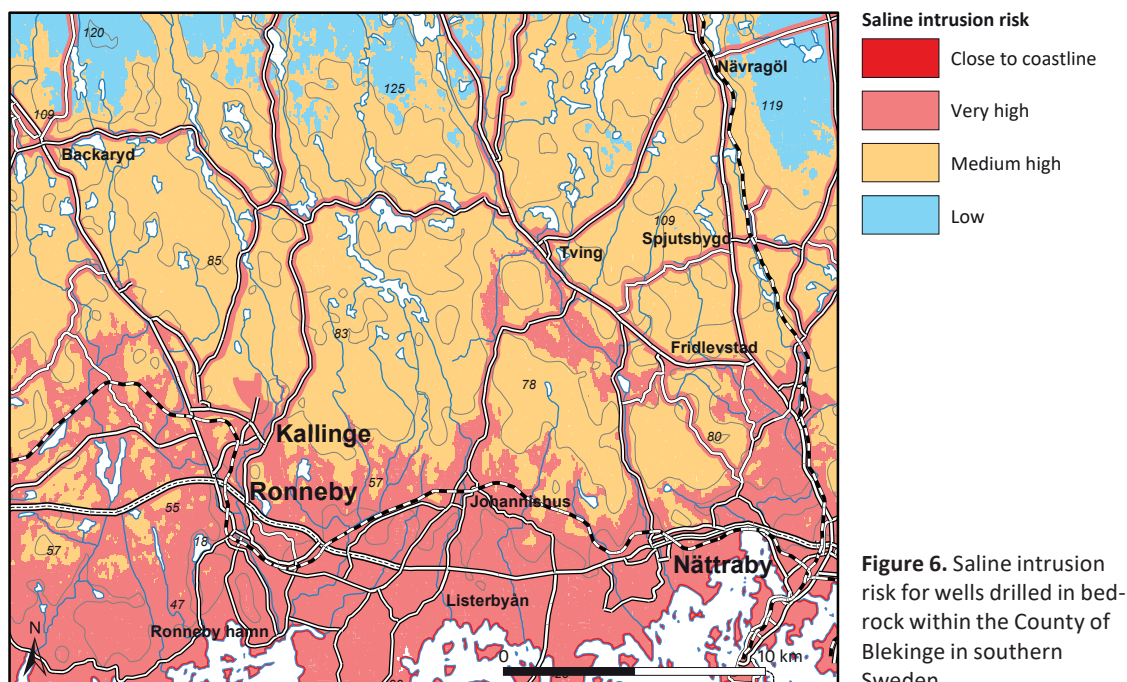 120
125
Nävragöl
119
109
Backaryd
109
Spjutsbygd
Tving
85
83
Fridlevstad
78
80
Kallinge
57
Ronneby
Johannishus
55
18
57
Nättraby
47
Listerbyån
Ronneby hamn
N
0
10 km
Saline intrusion risk
Close to coastline
Very high
Medium high
Low
Figure 6. Saline intrusion
risk for wells drilled in bed-
rock within the County of
Blekinge in southern
Sweden